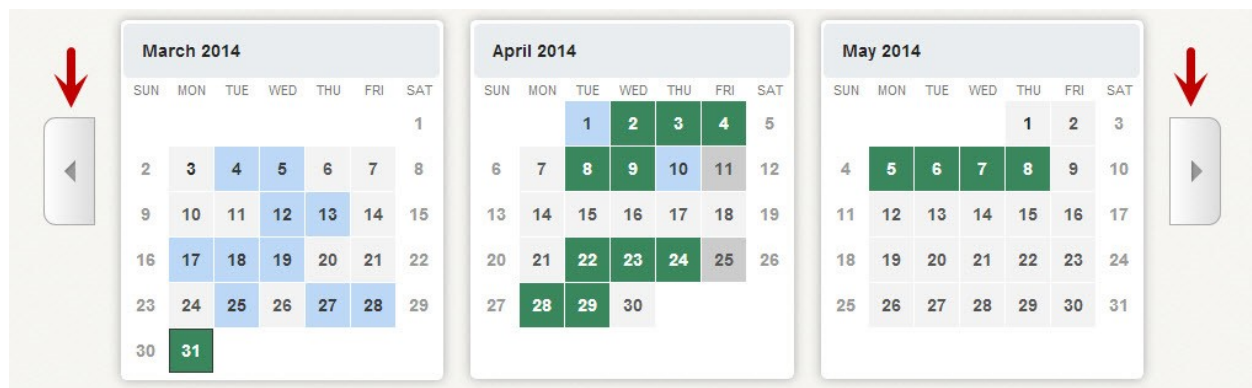 March 2014
SUN MON TUE WED THU FRI SAT
1
2 3 4 5 6 7 8
9 10 11 12 13 14 15
16 17 18 19 20 21 22
23 24 25 26 27 28 29
30 31
April 2014
SUN MON TUE WED THU FRI SAT
1 2 3 4 5
6 7 8 9 10 11 12
13 14 15 16 17 18 19
20 21 22 23 24 25 26
27 28 29 30
May 2014
SUN MON TUE WED THU FRI SAT
1 2 3
4 5 6 7 8 9 10
11 12 13 14 15 16 17
18 19 20 21 22 23 24
25 26 27 28 29 30 31